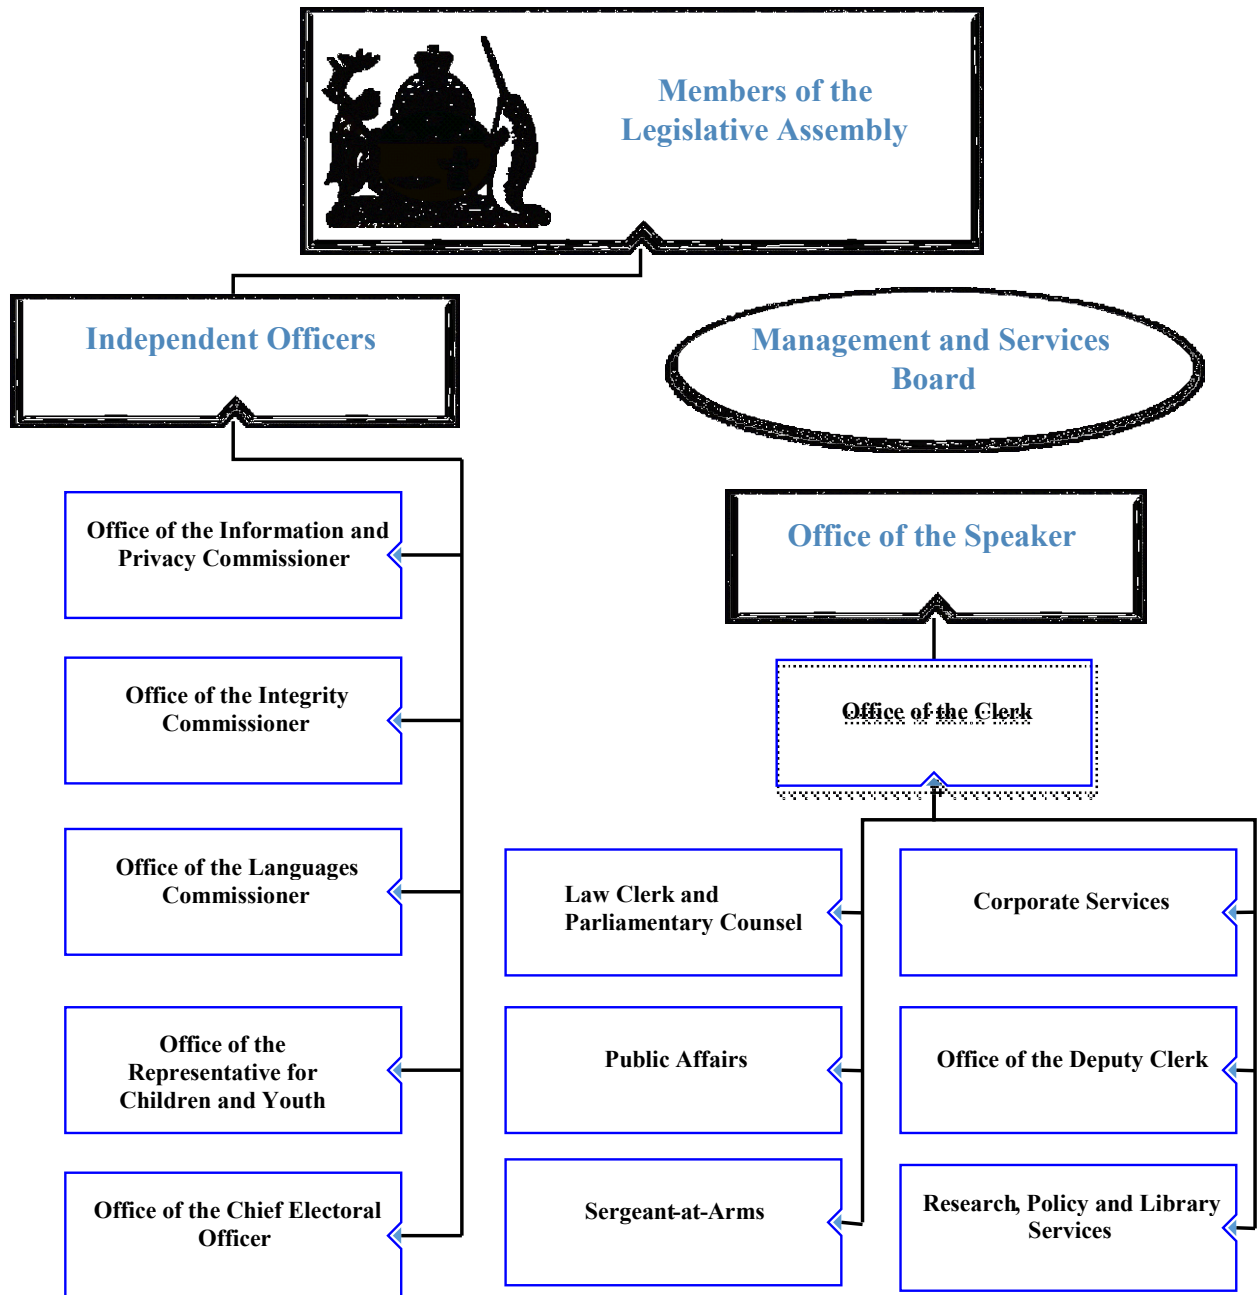 Members of the
Legislative Assembly
Independent Officers
Management and Services
Board
Office of the Speaker
Office of the Information and
Privacy Commissioner
Office of the Integrity
Commissioner
Office of the Languages
Commissioner
Office of the
Representative for
Children and Youth
Office of the Chief Electoral
Officer
Office of the Clerk
Law Clerk and
Parliamentary Counsel
Corporate Services
Public Affairs
Office of the Deputy Clerk
Sergeant-at-Arms
Research, Policy and Library
Services